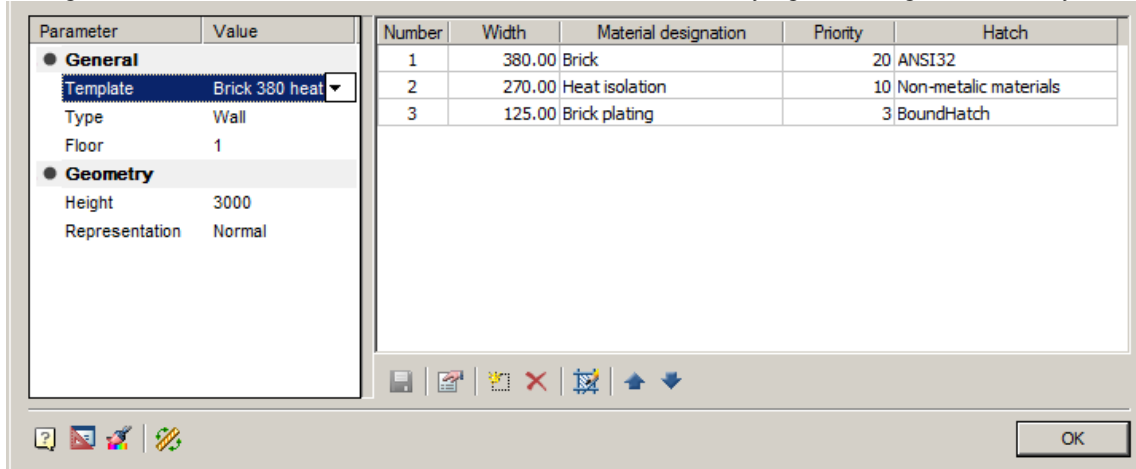 Parameter Value
General
Template Brick 380 heat
Type Wall
Floor 1
Geometry
Height 3000
Representation Normal
Number Width Material designation Priority Hatch
1 380.00 Brick 20 ANSI32
2 270.00 Heat isolation 10 Non-metalic materials
3 125.00 Brick plating 3 BoundHatch
OK